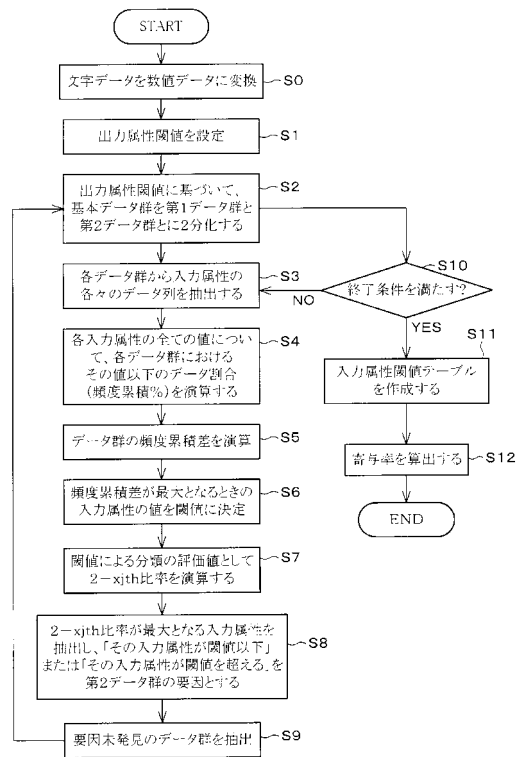 START
文字データを数値データに変換
S0
出力属性閾値を設定
S1
出力属性閾値に基づいて、
基本データ群を第1データ群と
第2データ群とに2分化する
S2
各データ群から入力属性の
各々のデータ列を抽出する
S3
各入力属性の全ての値につい
て、各データ群における
その値以下のデータ割合
(頻度累積%)を演算する
S4
データ群の頻度累積差を演算
S5
頻度累積差が最大となるときの
入力属性の値を閾値に決定
S6
閾値による分類の評価値として
2-xjth比率を演算する
S7
2-xjth比率が最大となる入力属性を
抽出し、「その入力属性が閾値以下」
または「その入力属性が閾値を超える」を
第2データ群の要因とする
S8
要因未発見のデータ群を抽出
S9
S10
終了条件を満たす?
NO
YES
S11
入力属性閾値テーブル
を作成する
寄与率を算出する
S12
END